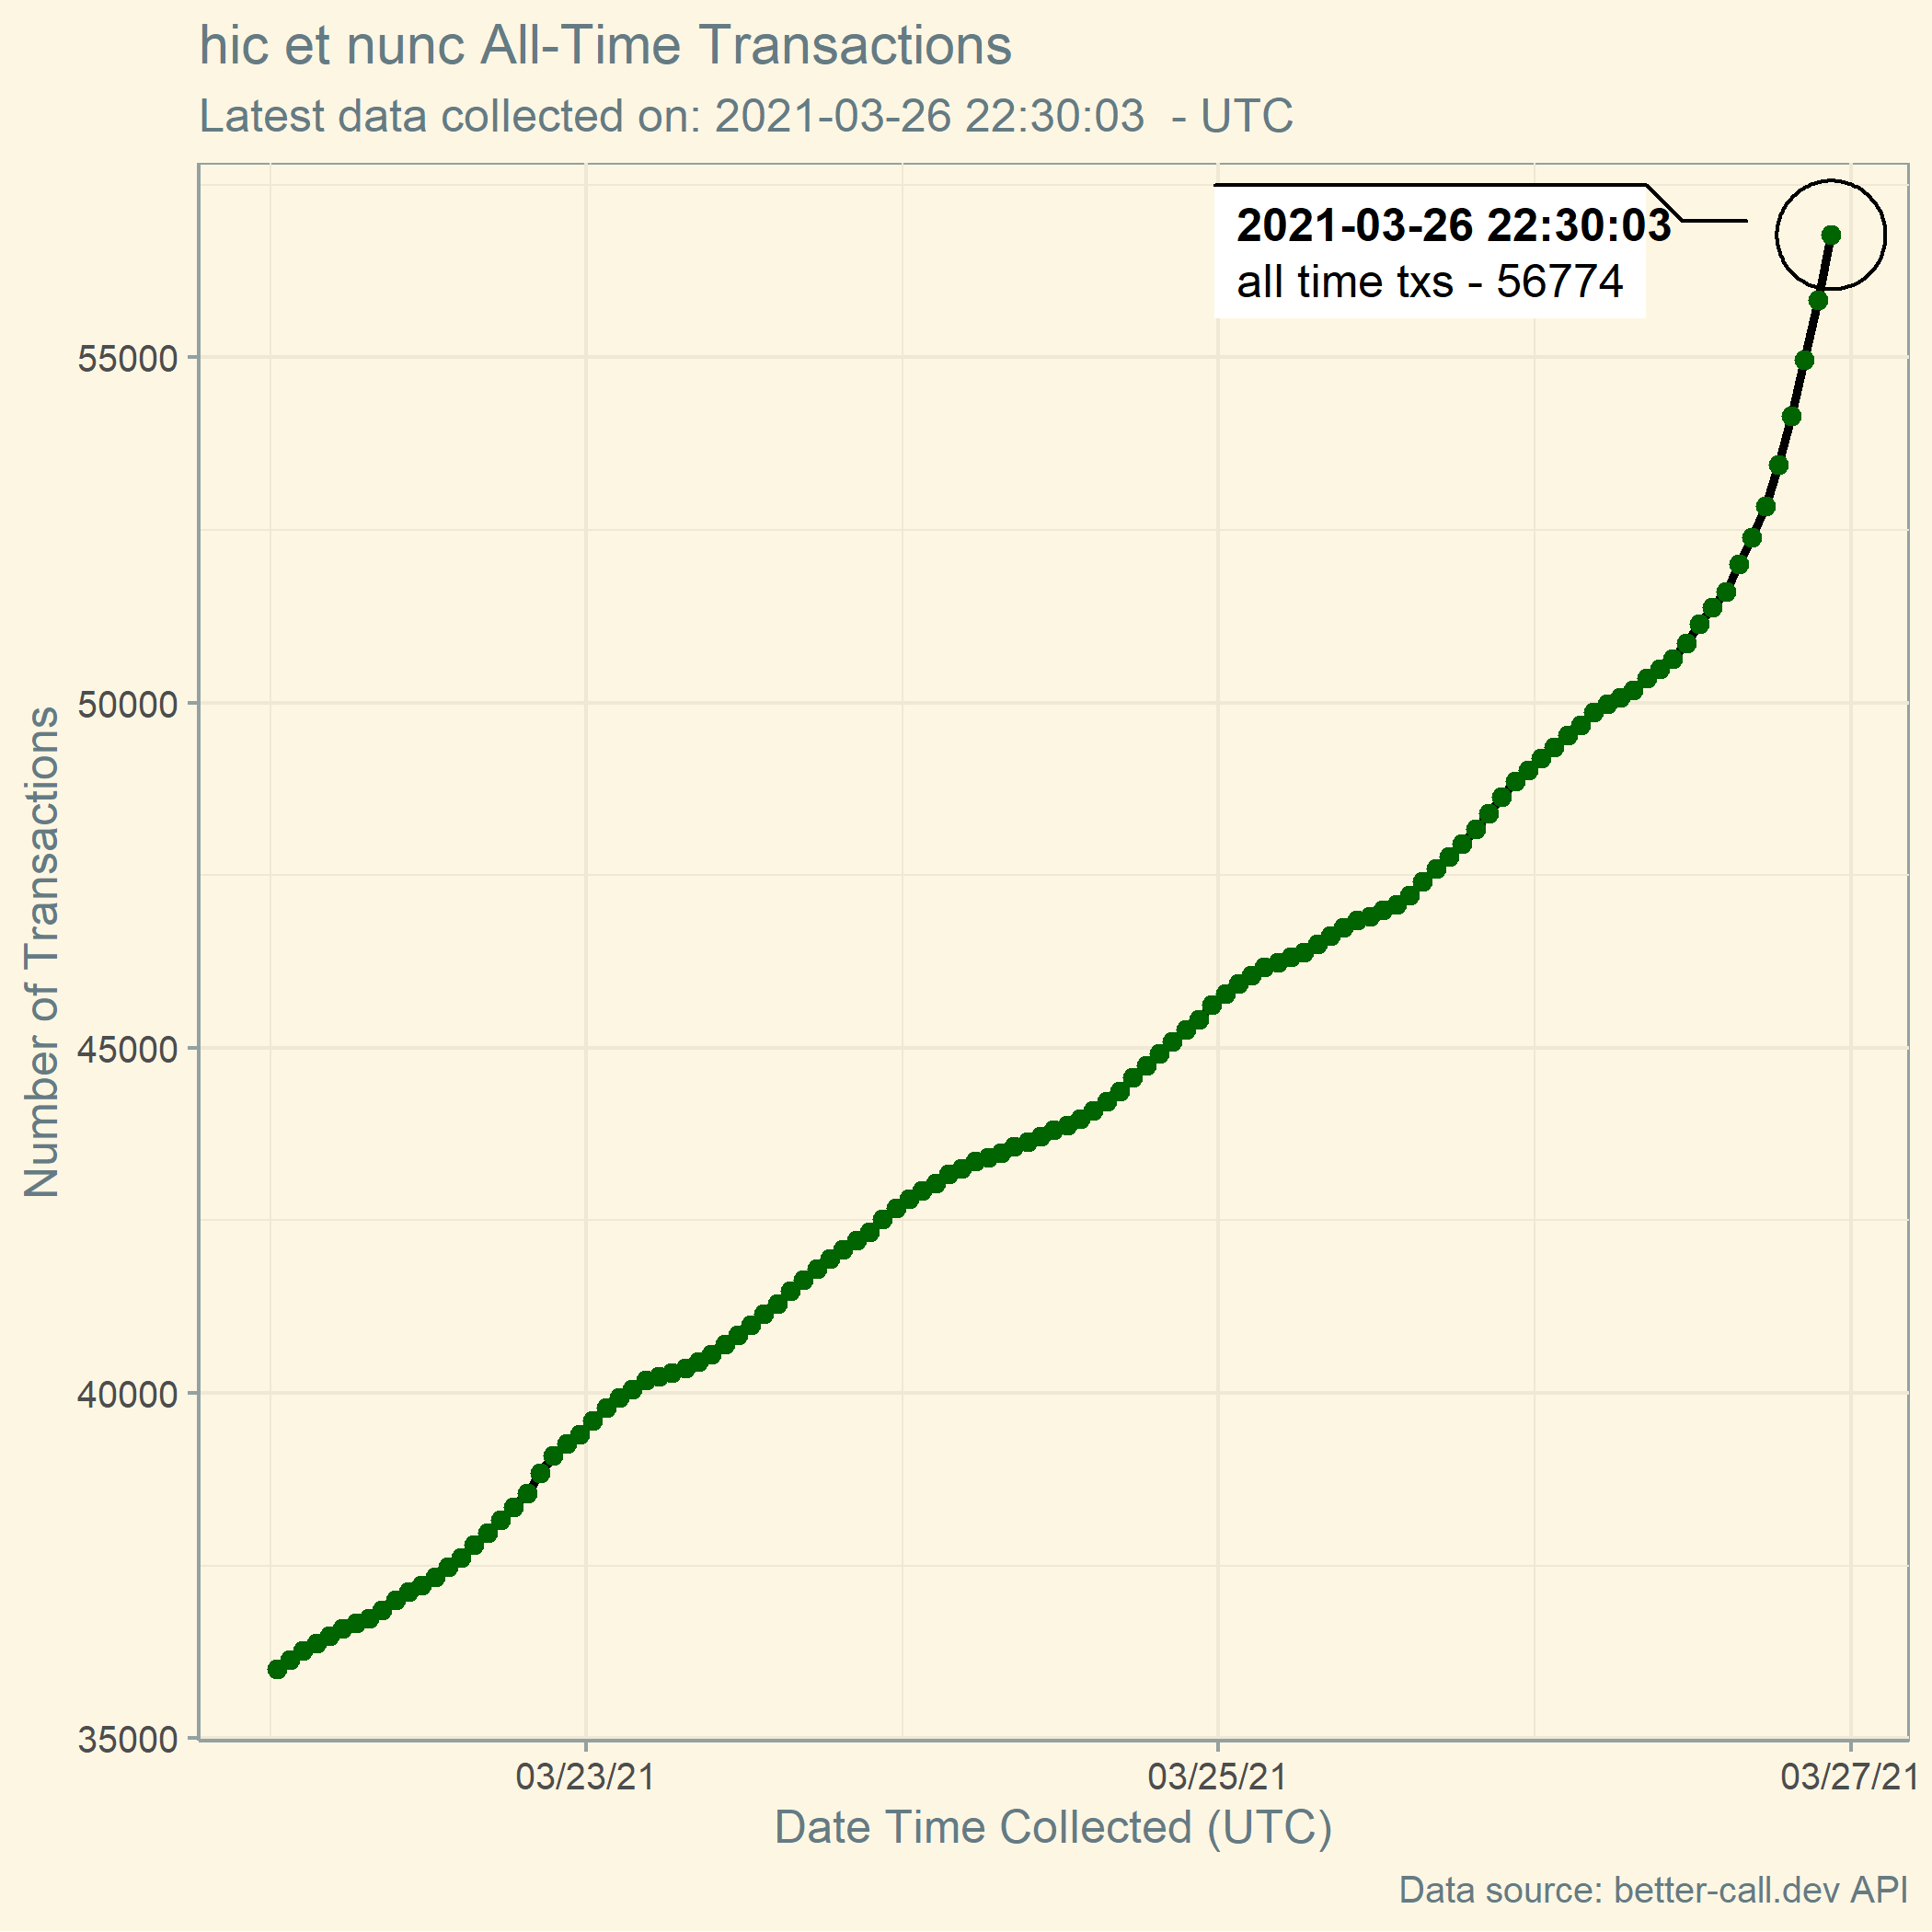 hic et nunc All-Time Transactions
Latest data collected on: 2021-03-26 22:30:03  - UTC
2021-03-26 22:30:03
all time txs - 56774
Number of Transactions
55000
50000
45000
40000
35000
03/23/21
03/25/21
03/27/21
Date Time Collected (UTC)
Data source: better-call.dev API